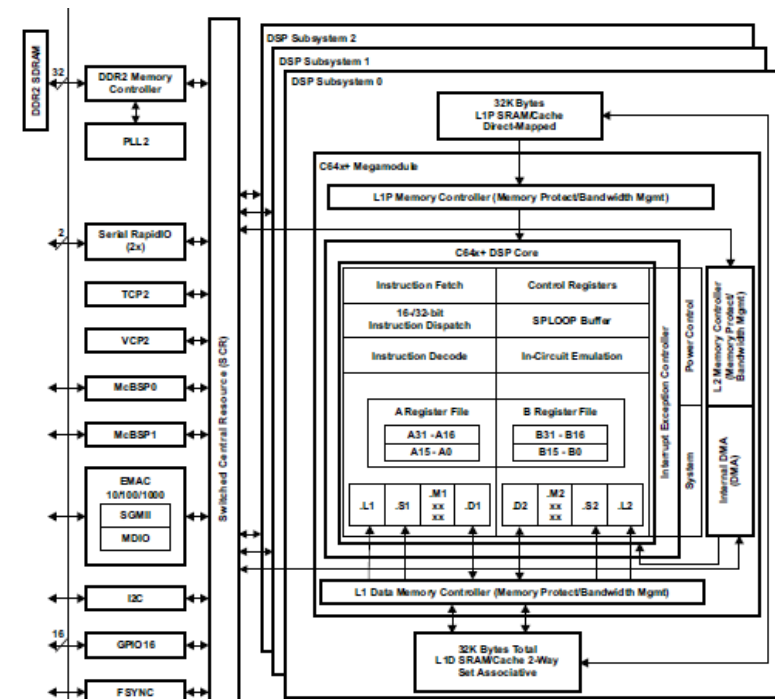 DSP Subsystem 2
DSP Subsystem 1
DSP Subsystem 0
DDR2 SDRAM
32
DDR2 Memory
Controller
PLL2
2
Serial RapidIO
(2x)
TCP2
VCP2
McBSP0
McBSP1
EMAC
10/100/1000
SGMII
MDIO
I2C
16
GPIO16
FSYNC
Switched Central Resource (SCR)
32K Bytes
L1P SRAM/Cache
Direct-Mapped
C64x+ Megamodule
L1P Memory Controller (Memory Protect/Bandwidth Mgmt)
C64x+ DSP Core
Instruction Fetch
Control Registers
16-/32-bit
Instruction Dispatch
SPLOOP Buffer
Instruction Decode
In-Circuit Emulation
A Register File
A31 - A16
A15 - A0
B Register File
B31 - B16
B15 - B0
.L1
.S1
.M1
xx
xx
.D1
.D2
.M2
xx
xx
.S2
.L2
Interrupt Exception Controller
Power Control
System
L2 Memory Controller
(Memory Protect/
Bandwidth Mgmt)
Internal DMA
(DMA)
L1 Data Memory Controller (Memory Protect/Bandwidth Mgmt)
32K Bytes Total
L1D SRAM/Cache 2-Way
Set Associative